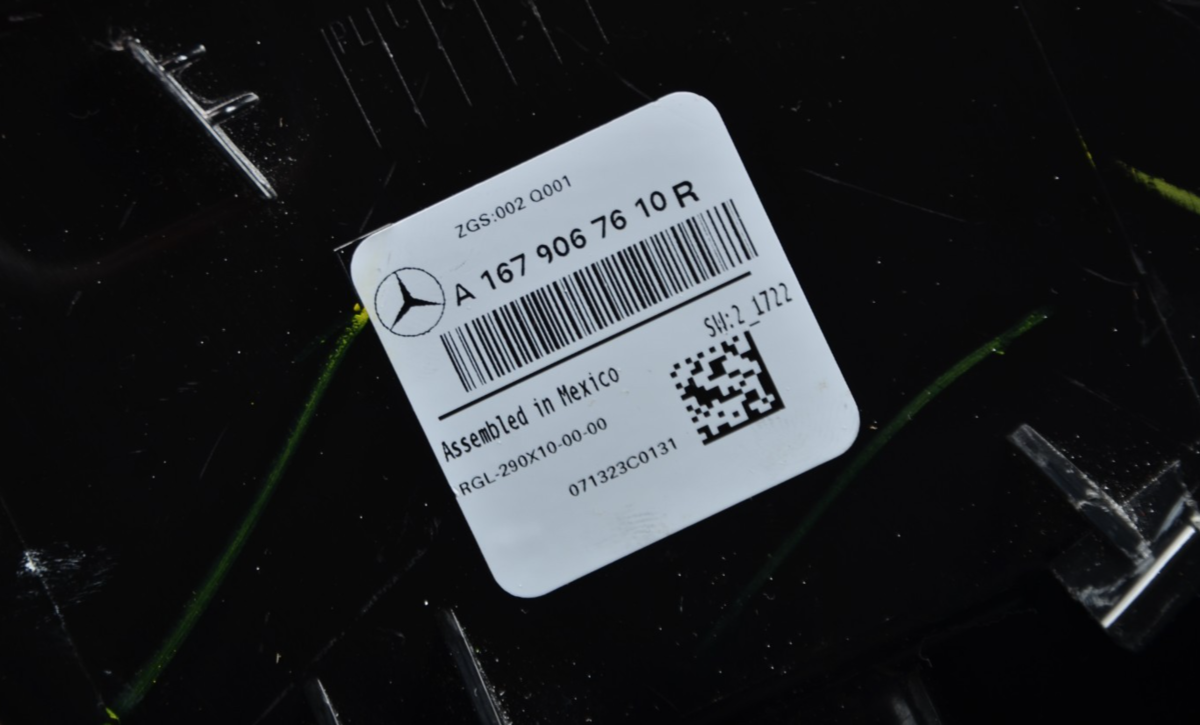 ZGS:002 Q001
A 167 906 76 10 R
SW:2_1722
Assembled in Mexico
RGL-290X10-00-00
071323C0131